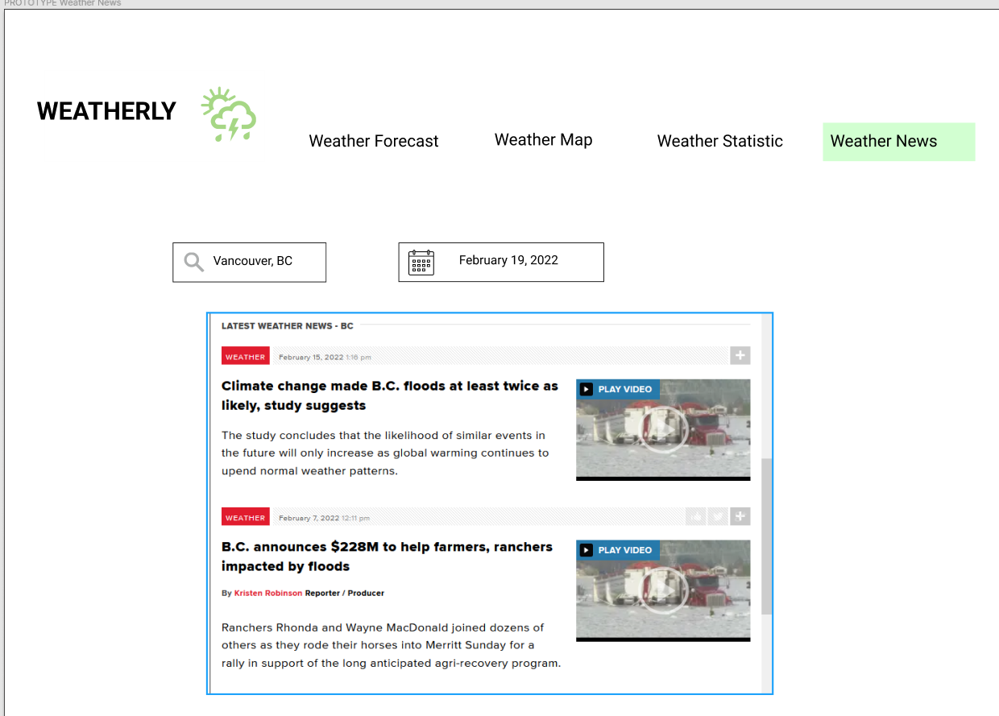 PROTOTYPE Weather News
WEATHERLY
Weather Forecast
Weather Map
Weather Statistic
Weather News
Vancouver, BC
February 19, 2022
LATEST WEATHER NEWS - BC
WEATHER
February 15, 2022 1:16 pm
Climate change made B.C. floods at least twice as
likely, study suggests
PLAY VIDEO
The study concludes that the likelihood of similar events in
the future will only increase as global warming continues to
upend normal weather patterns.
WEATHER
February 7, 2022 12:11 pm
B.C. announces $228M to help farmers, ranchers
impacted by floods
PLAY VIDEO
By Kristen Robinson Reporter / Producer
Ranchers Rhonda and Wayne MacDonald joined dozens of
others as they rode their horses into Merritt Sunday for a
rally in support of the long anticipated agri-recovery program.